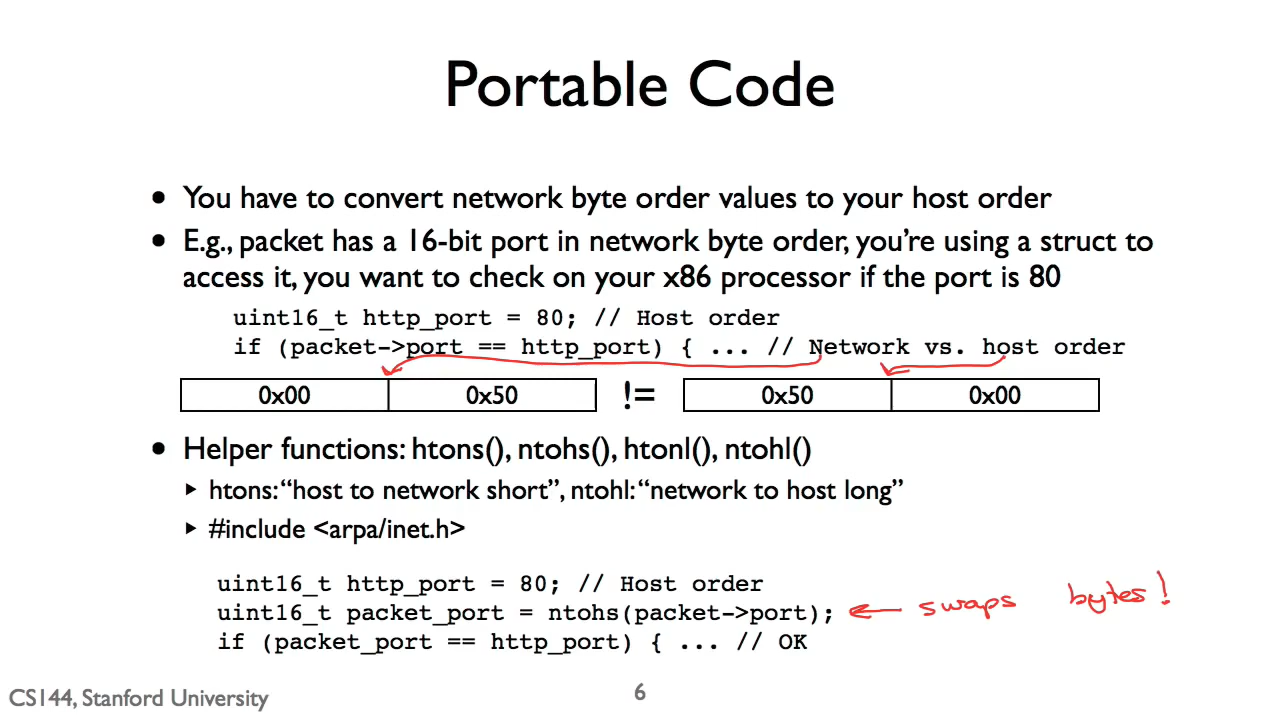 Portable Code
• You have to convert network byte order values to your host order
• E.g., packet has a 16-bit port in network byte order, you're using a struct to
access it, you want to check on your x86 processor if the port is 80
uint16_t http_port = 80; // Host order
if (packet->port == http_port) { ... // Network vs. host order
0x00 0x50 != 0x50 0x00
• Helper functions: htons(), ntohs(), htonl(), ntohl()
‣ htons: “host to network short”, ntohl: “network to host long”
‣ #include <arpa/inet.h>
uint16_t http_port = 80; // Host order
uint16_t packet_port = ntohs(packet->port); swaps bytes!
if (packet_port == http_port) { ... // OK
CS144, Stanford University
6